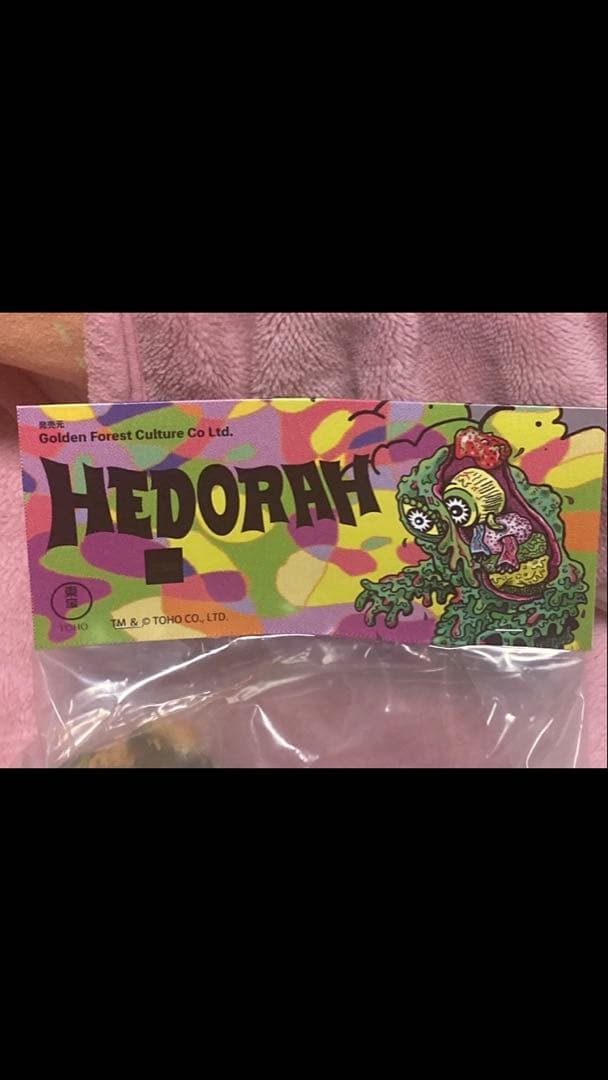 発売元
Golden Forest Culture Co Ltd.
HEDORAH
東宝
TOHO
TM & © TOHO CO., LTD.